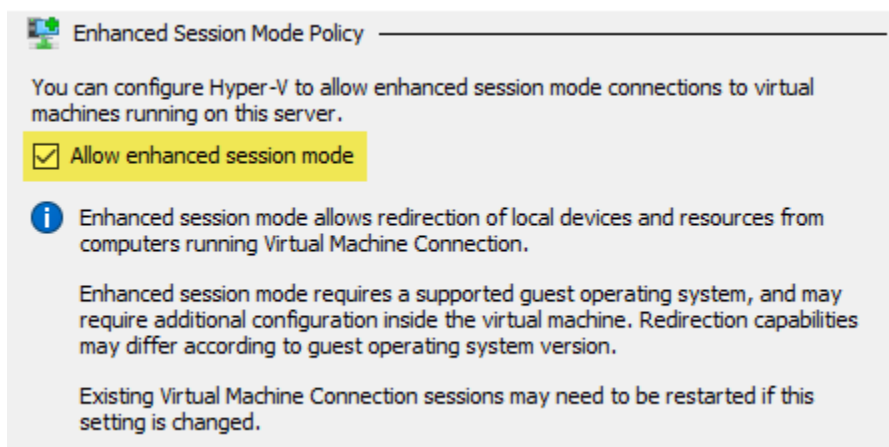 Enhanced Session Mode Policy
You can configure Hyper-V to allow enhanced session mode connections to virtual
machines running on this server.
Allow enhanced session mode
Enhanced session mode allows redirection of local devices and resources from
computers running Virtual Machine Connection.
Enhanced session mode requires a supported guest operating system, and may
require additional configuration inside the virtual machine. Redirection capabilities
may differ according to guest operating system version.
Existing Virtual Machine Connection sessions may need to be restarted if this
setting is changed.